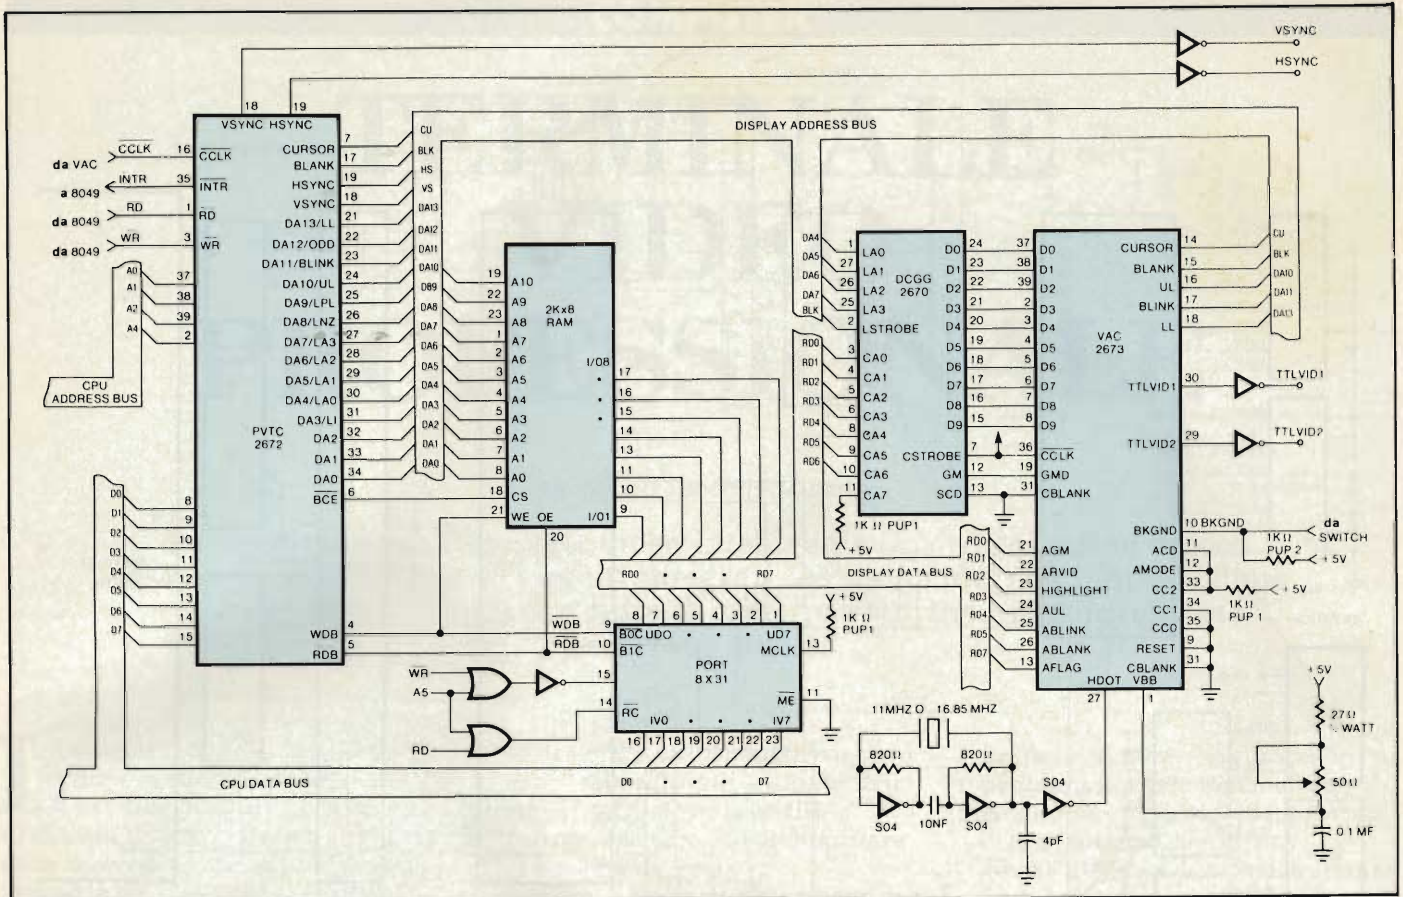 VSYNC
HSYNC
18 19
VSYNC HSYNC
DISPLAY ADDRESS BUS
da VAC CCLK 16 CCLK
a 8049 INTR 35 INTR
da 8049 RD 1 RD
da 8049 WR 3 WR
A0 37
A1 38
A2 39
A4 2
CPU
ADDRESS BUS
PVTC
2672
CURSOR 7 CU
BLANK 17 BLK
HSYNC 19 HS
VSYNC 18 VS
DA13/LL 21 DA13
DA12/ODD 22 DA12
DA11/BLINK 23 DA11
DA10/UL 24 DA10
DA9/LPL 25 DB9
DA8/LNZ 26 DA8
DA7/LA3 27 DA7
DA6/LA2 28 DA6
DA5/LA1 29 DA5
DA4/LA0 30 DA4
DA3/LI 31 DA3
DA2 32 DA2
DA1 33 DA1
DA0 34 DA0
BCE 6
D0 8
D1 9
D2 10
D3 11
D4 12
D5 13
D6 14
D7 15
WDB 4
RDB 5
2Kx8
RAM
19 A10
22 A9
23 A8
1 A7
2 A6
3 A5
4 A4
5 A3
6 A2
7 A1
8 A0
18 CS
21 WE OE
20
I/08 17
16
15
14
13
11
10
I/01 9
RD0 RD7
DISPLAY DATA BUS
8 7 6 5 4 3 2 1
WDB 9 B0C UD0 UD7
RDB 10 B1C
MCLK 13
+5V
1K Ω
PUP1
PORT
8 X 31
WR
A5
RD
15
14 RC
ME 11
IV0 IV7
16 17 18 19 20 21 22 23
D0 D7
CPU DATA BUS
DCGG
2670
DA4 1 LA0
DA5 27 LA1
DA6 26 LA2
DA7 25 LA3
BLK 2 LSTROBE
RD0 3 CA0
RD1 4 CA1
RD2 5 CA2
RD3 6 CA3
RD4 8 CA4
RD5 9 CA5
RD6 10 CA6
11 CA7
1K Ω PUP1
+5V
D0 24 37 D0
D1 23 38 D1
D2 22 39 D2
D3 21 2 D3
D4 20 3 D4
D5 19 4 D5
D6 18 5 D6
D7 17 6 D7
D8 16 7 D8
D9 15 8 D9
CSTROBE 7 36 CCLK
GM 12 19 GMD
SCD 13 31 CBLANK
VAC
2673
RD0 21 AGM
RD1 22 ARVID
RD2 23 HIGHLIGHT
RD3 24 AUL
RD4 25 ABLINK
RD5 26 ABLANK
RD7 13 AFLAG
CURSOR 14 CU
BLANK 15 BLK
UL 16 DA10
BLINK 17 DA11
LL 18 DA13
TTLVID1 30 TTLVID1
TTLVID2 29 TTLVID2
BKGND 10 BKGND
da
SWITCH
1K Ω
PUP 2
+5V
ACD 11
AMODE 12
CC2 33
1K Ω
PUP 1
+5V
CC1 34
CC0 35
RESET 9
CBLANK 31
HDOT VBB
27 1
11MHZ O 16.85 MHZ
820Ω 820Ω
S04 10NF S04 S04
4pF
+5V
27Ω
WATT
50Ω
0.1 MF